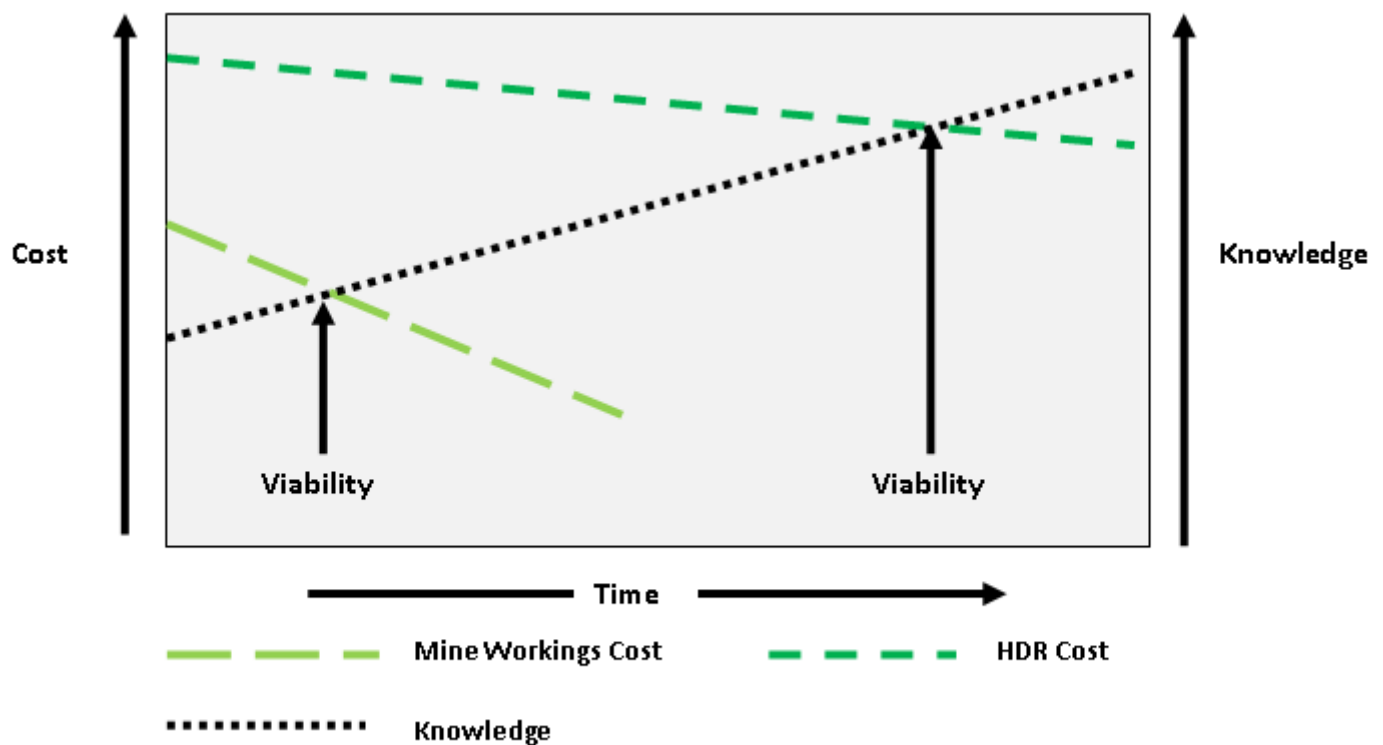 Cost
Knowledge
Viability
Viability
Time
Mine Workings Cost
HDR Cost
Knowledge